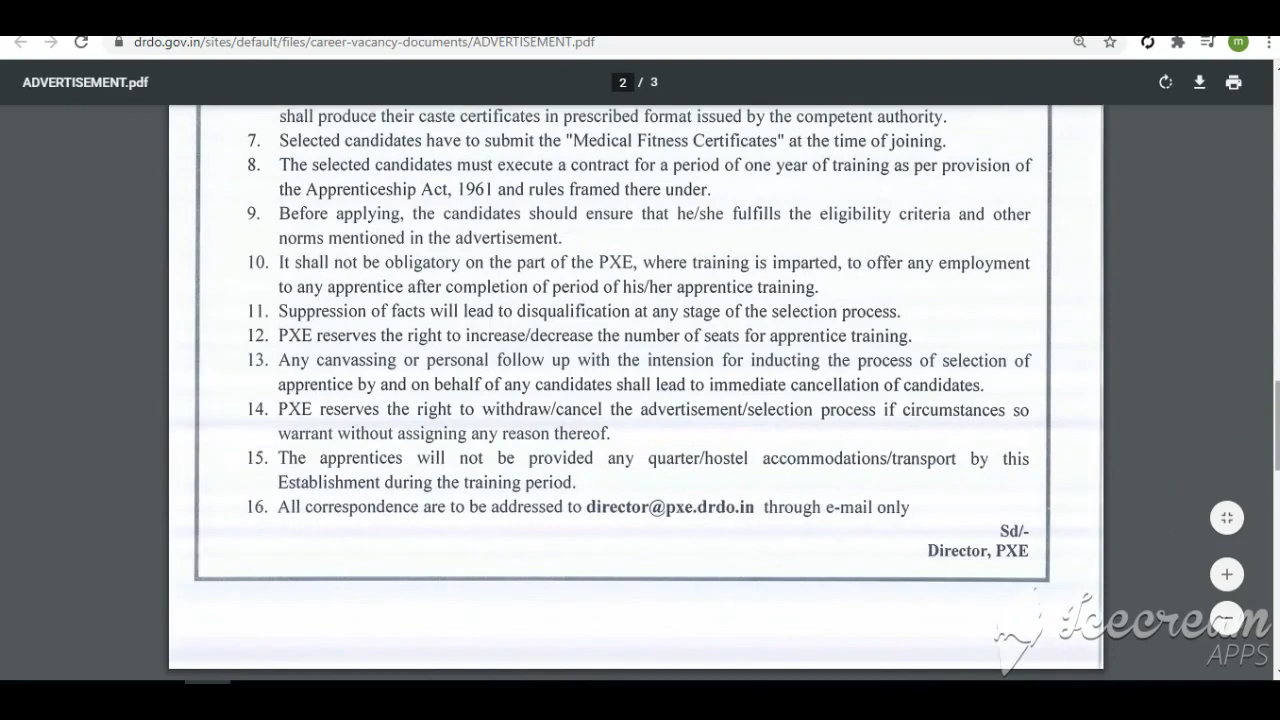 drdo.gov.in/sites/default/files/career-vacancy-documents/ADVERTISEMENT.pdf
m
ADVERTISEMENT.pdf
2 / 3
shall produce their caste certificates in prescribed format issued by the competent authority.
7. Selected candidates have to submit the "Medical Fitness Certificates" at the time of joining.
8. The selected candidates must execute a contract for a period of one year of training as per provision of
the Apprenticeship Act, 1961 and rules framed there under.
9. Before applying, the candidates should ensure that he/she fulfills the eligibility criteria and other
norms mentioned in the advertisement.
10. It shall not be obligatory on the part of the PXE, where training is imparted, to offer any employment
to any apprentice after completion of period of his/her apprentice training.
11. Suppression of facts will lead to disqualification at any stage of the selection process.
12. PXE reserves the right to increase/decrease the number of seats for apprentice training.
13. Any canvassing or personal follow up with the intension for inducting the process of selection of
apprentice by and on behalf of any candidates shall lead to immediate cancellation of candidates.
14. PXE reserves the right to withdraw/cancel the advertisement/selection process if circumstances so
warrant without assigning any reason thereof.
15. The apprentices will not be provided any quarter/hostel accommodations/transport by this
Establishment during the training period.
16. All correspondence are to be addressed to director@pxe.drdo.in through e-mail only
Sd/-
Director, PXE
Icecream
APPS